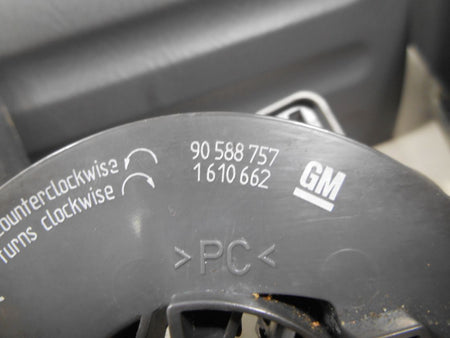 counterclockwise
turns clockwise
90 588 757
1 610 662
GM
>PC<